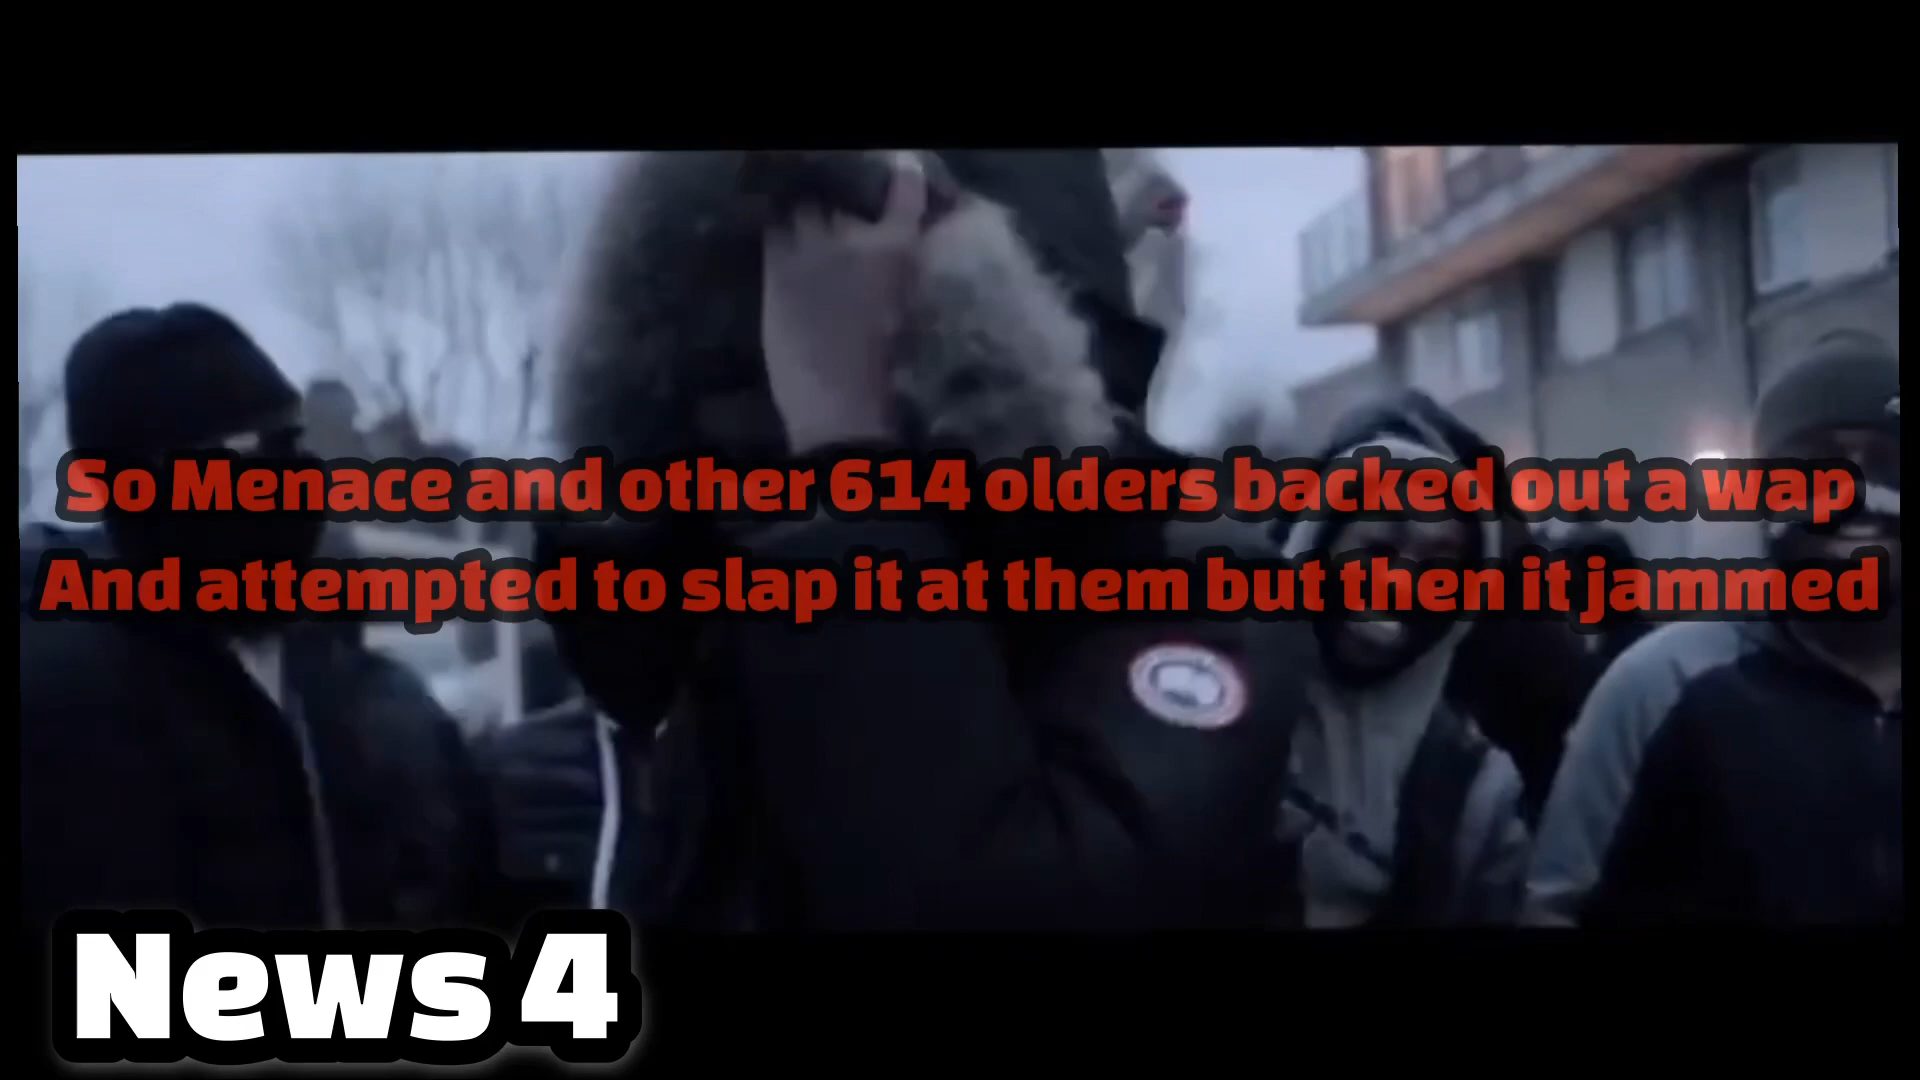 So Menace and other 614 olders backed out a wap
And attempted to slap it at them but then it jammed
News 4